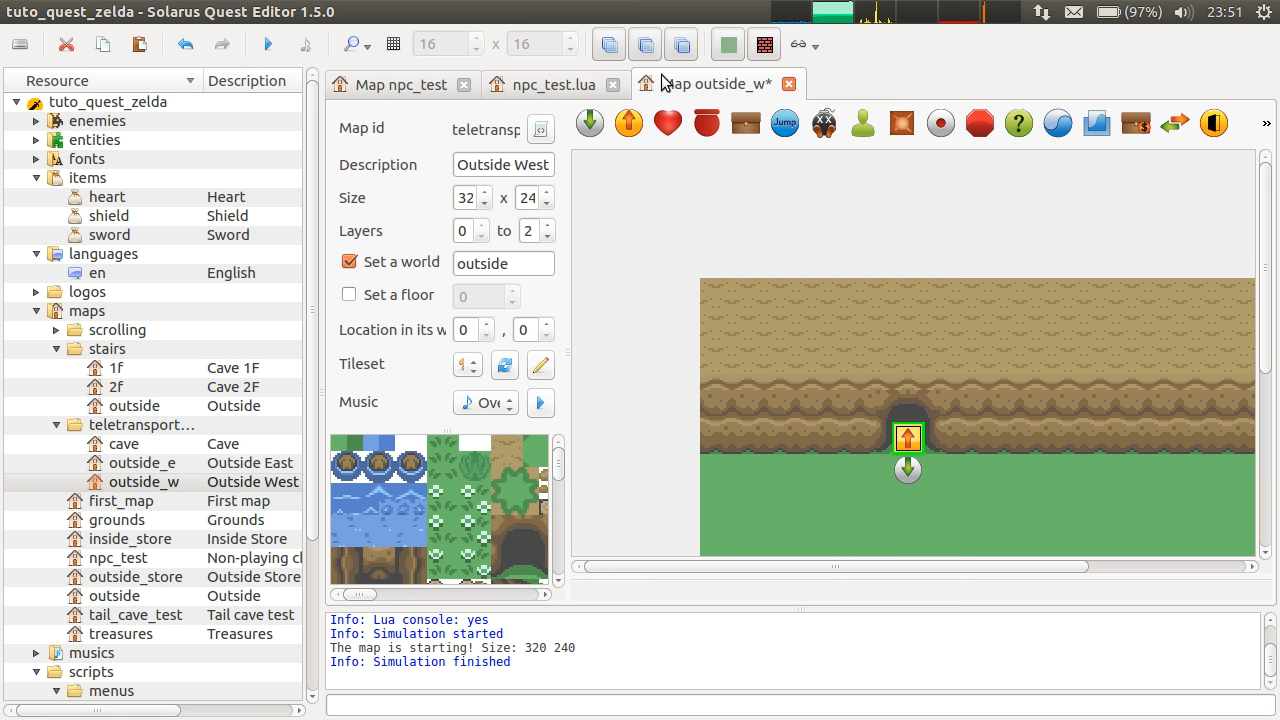 tuto_quest_zelda - Solarus Quest Editor 1.5.0
(97%)
23:51
16 x 16
Resource Description
Map npc_test
npc_test.lua
Map outside_w*
tuto_quest_zelda
enemies
entities
fonts
items
heart Heart
shield Shield
sword Sword
languages
en English
logos
maps
scrolling
stairs
1f Cave 1F
2f Cave 2F
outside Outside
teletransport...
cave Cave
outside_e Outside East
outside_w Outside West
first_map First map
grounds Grounds
inside_store Inside Store
npc_test Non-playing cl
outside_store Outside Store
outside Outside
tail_cave_test Tail cave test
treasures Treasures
musics
scripts
menus
Map id teletransp
Description Outside West
Size 32 x 24
Layers 0 to 2
Set a world outside
Set a floor 0
Location in its w 0 , 0
Tileset
Music Ove
Jump
?
$
»
Info: Lua console: yes
Info: Simulation started
The map is starting! Size: 320 240
Info: Simulation finished